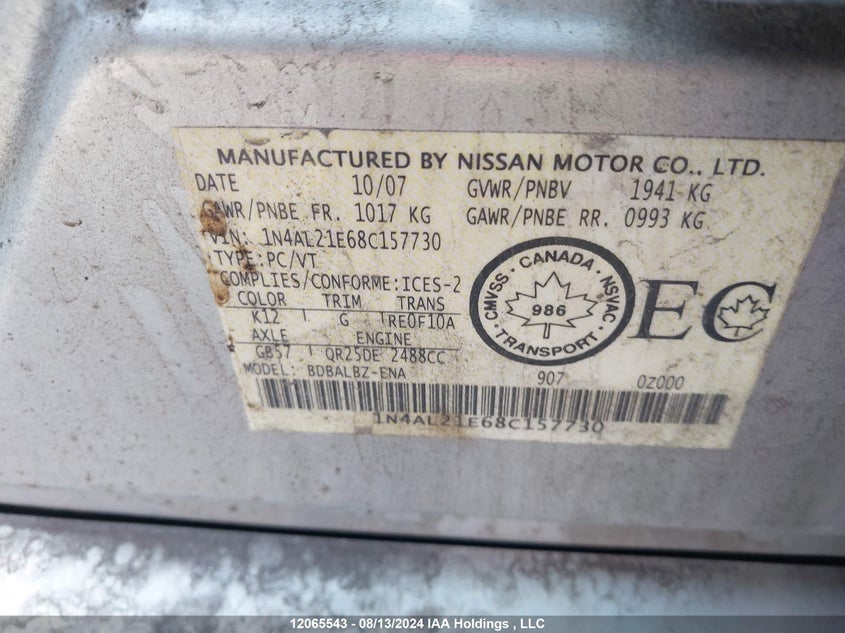 MANUFACTURED BY NISSAN MOTOR CO., LTD.
DATE 10/07 GVWR/PNBV 1941 KG
GAWR/PNBE FR. 1017 KG GAWR/PNBE RR. 0993 KG
VIN: 1N4AL21E68C157730
TYPE:PC/VT
COMPLIES/CONFORME:ICES-2
COLOR TRIM TRANS
K12 G RE0F10A
AXLE ENGINE
GB57 QR25DE 2488CC
MODEL: BDBALBZ-ENA 907 0Z000
CMVSS · CANADA · NSVAC · TRANSPORT ·
986
EC
1N4AL21E68C157730
12065543 - 08/13/2024 IAA Holdings , LLC